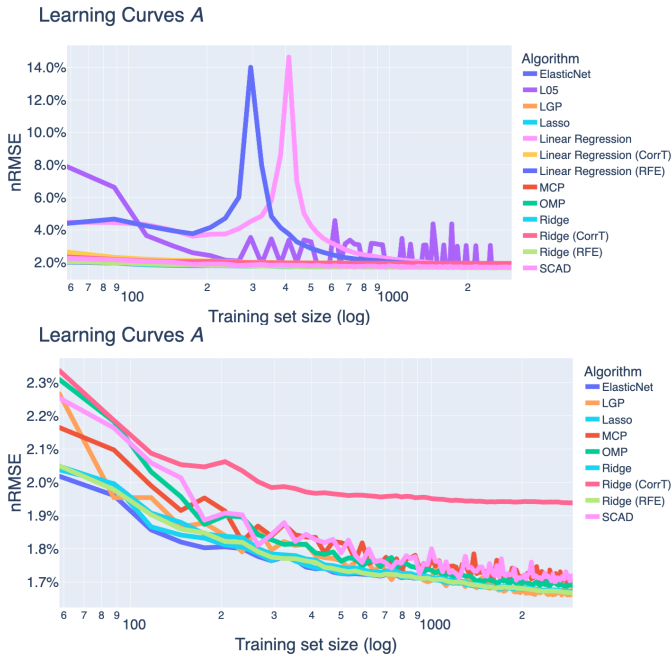 Learning Curves A
14.0%
12.0%
10.0%
8.0%
6.0%
4.0%
2.0%
nRMSE
6 7 8 9 100 2 3 4 5 6 7 8 9 1000 2
Training set size (log)
Algorithm
ElasticNet
L05
LGP
Lasso
Linear Regression
Linear Regression (CorrT)
Linear Regression (RFE)
MCP
OMP
Ridge
Ridge (CorrT)
Ridge (RFE)
SCAD
Learning Curves A
2.3%
2.2%
2.1%
2.0%
1.9%
1.8%
1.7%
nRMSE
6 7 8 9 100 2 3 4 5 6 7 8 9 1000 2
Training set size (log)
Algorithm
ElasticNet
LGP
Lasso
MCP
OMP
Ridge
Ridge (CorrT)
Ridge (RFE)
SCAD